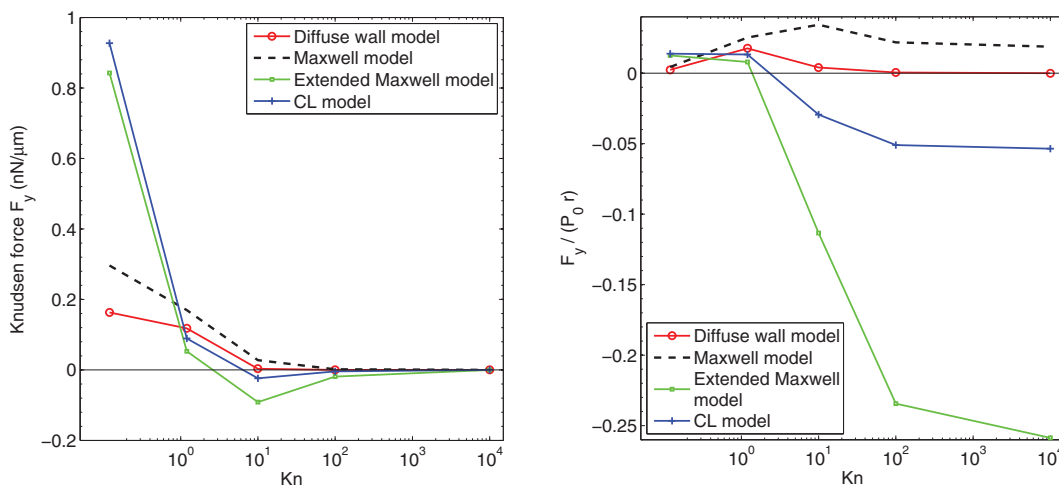 1
0.8
0.6
0.4
0.2
0
−0.2
Knudsen force F_y (nN/μm)
10^0
10^1
10^2
10^3
10^4
Kn
Diffuse wall model
Maxwell model
Extended Maxwell model
CL model
0
−0.05
−0.1
−0.15
−0.2
−0.25
F_y / (P_0 r)
10^0
10^1
10^2
10^3
Kn
Diffuse wall model
Maxwell model
Extended Maxwell
model
CL model